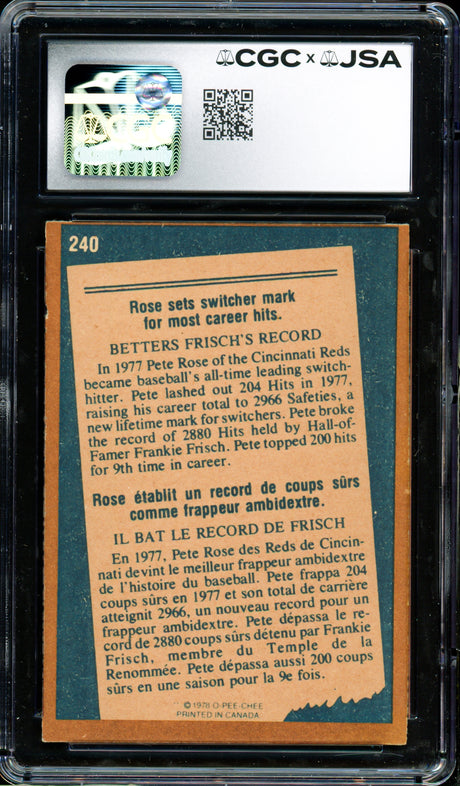 CGC x JSA
240
Rose sets switcher mark
for most career hits.
BETTERS FRISCH'S RECORD
In 1977 Pete Rose of the Cincinnati Reds
became baseball's all-time leading switch-
hitter. Pete lashed out 204 Hits in 1977,
raising his career total to 2966 Safeties, a
new lifetime mark for switchers. Pete broke
the record of 2880 Hits held by Hall-of-
Famer Frankie Frisch. Pete topped 200 hits
for 9th time in career.
Rose établit un record de coups sûrs
comme frappeur ambidextre.
IL BAT LE RECORD DE FRISCH
En 1977, Pete Rose des Reds de Cincin-
nati devint le meilleur frappeur ambidextre
de l'histoire du baseball. Pete frappa 204
coups sûrs en 1977 et son total de carrière
atteignit 2966, un nouveau record pour un
frappeur ambidextre. Pete dépassa le re-
cord de 2880 coups sûrs détenu par Frankie
Frisch, membre du Temple de la
Renommée. Pete dépassa aussi 200 coups
sûrs en une saison pour la 9e fois.
© 1978 O-PEE-CHEE
PRINTED IN CANADA